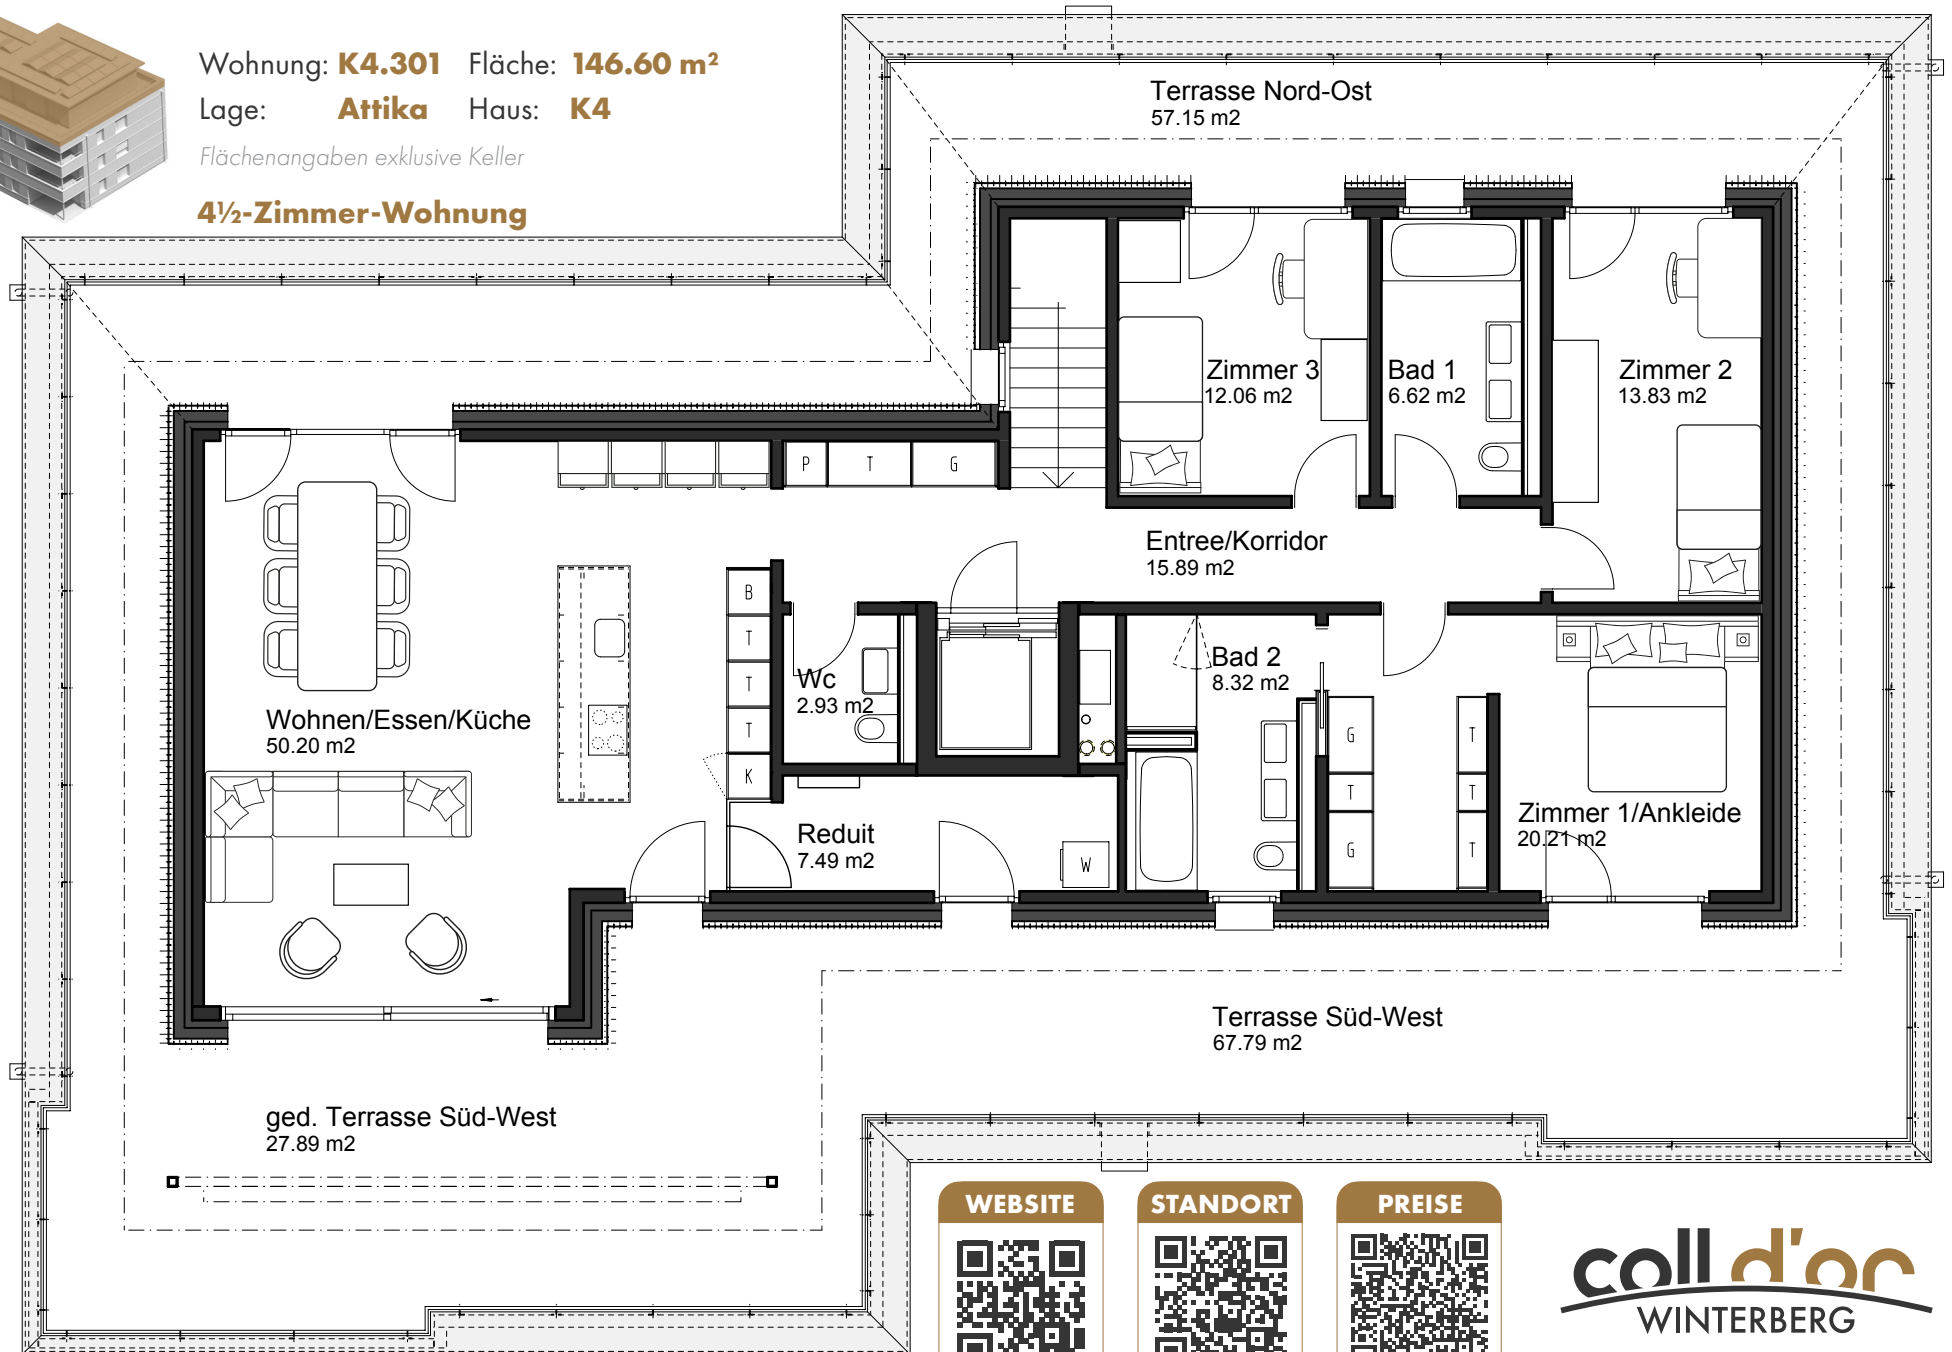 Wohnung: K4.301 Fläche: 146.60 m²
Lage: Attika Haus: K4
Flächenangaben exklusive Keller
4½-Zimmer-Wohnung
Terrasse Nord-Ost
57.15 m2
Zimmer 3
12.06 m2
Bad 1
6.62 m2
Zimmer 2
13.83 m2
P T G
Entree/Korridor
15.89 m2
B
T
T
T
K
Wc
2.93 m2
Bad 2
8.32 m2
Wohnen/Essen/Küche
50.20 m2
G
T
G
T
T
T
Zimmer 1/Ankleide
20.21 m2
Reduit
7.49 m2
W
Terrasse Süd-West
67.79 m2
ged. Terrasse Süd-West
27.89 m2
WEBSITE
STANDORT
PREISE
coll d'or
WINTERBERG